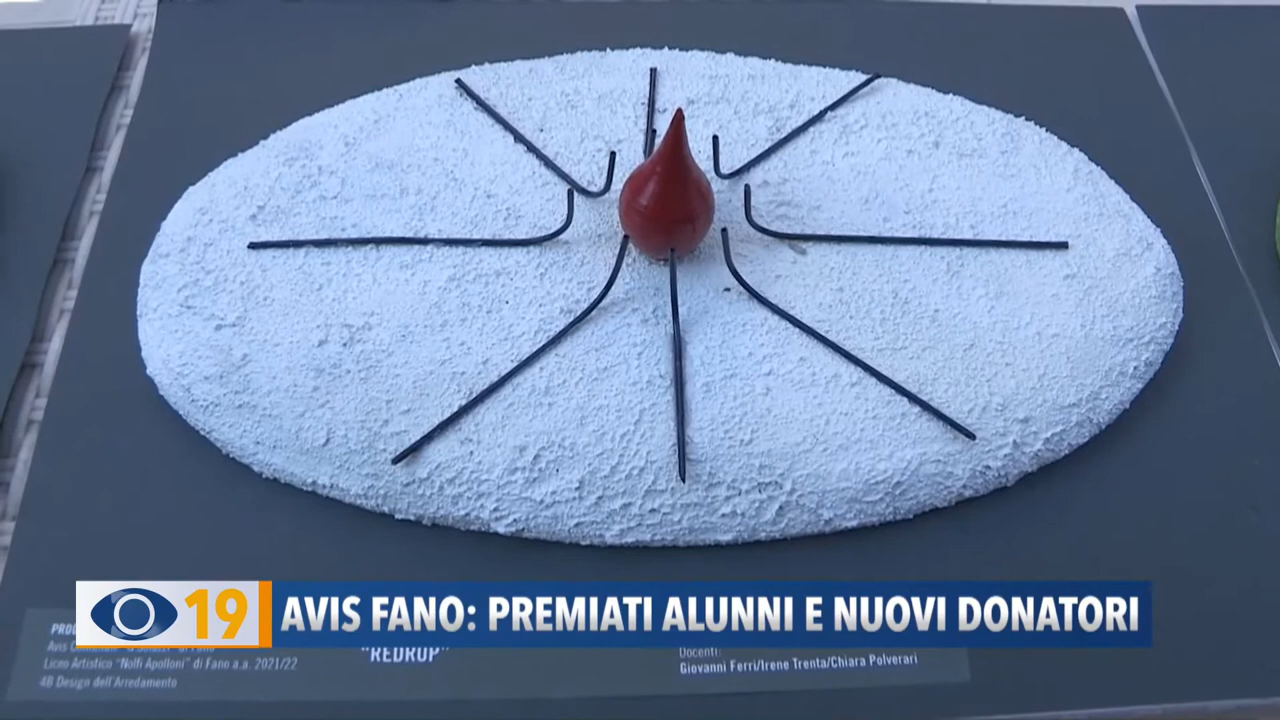 19 AVIS FANO: PREMIATI ALUNNI E NUOVI DONATORI
"REDROP"
Liceo Artistico "Nolfi Apolloni" di Fano a.a. 2021/22
4B Design dell'Arredamento
Docenti:
Giovanni Ferri/Irene Trenta/Chiara Polverari